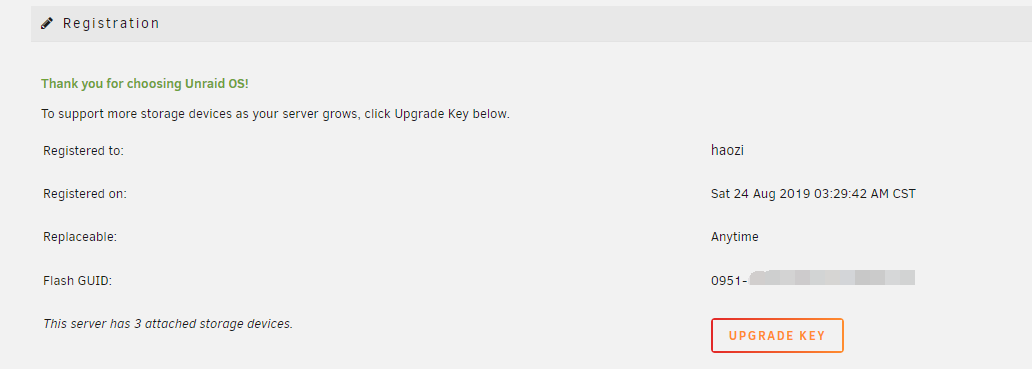 Registration
Thank you for choosing Unraid OS!
To support more storage devices as your server grows, click Upgrade Key below.
Registered to: haozi
Registered on: Sat 24 Aug 2019 03:29:42 AM CST
Replaceable: Anytime
Flash GUID: 0951-
This server has 3 attached storage devices.
UPGRADE KEY